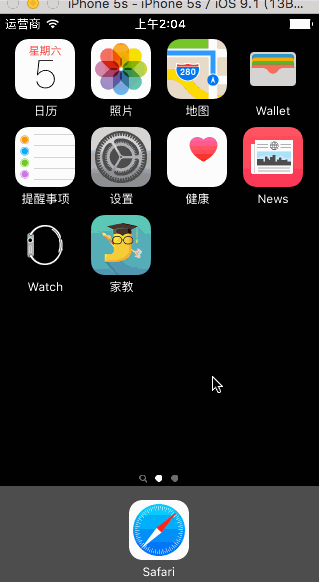 iPhone 5s - iPhone 5s / iOS 9.1 (13B...
运营商 上午2:04
星期六
5
280
日历 照片 地图 Wallet
提醒事项 设置 健康 News
Watch 家教
Safari